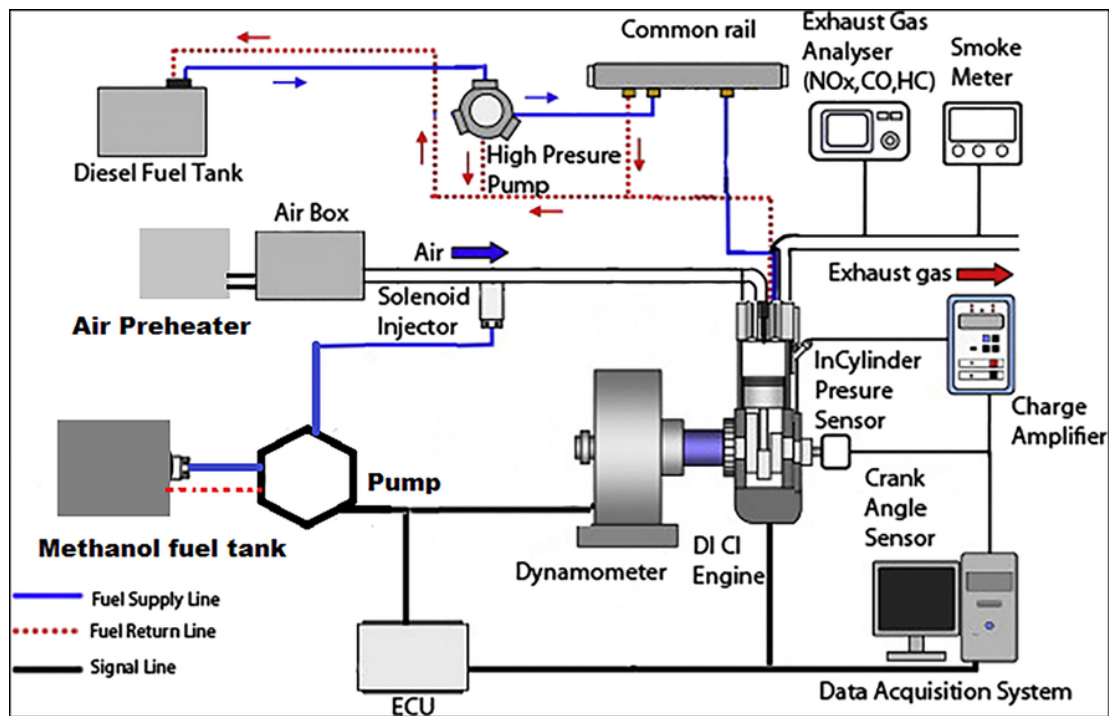 Common rail
Exhaust Gas
Analyser
(NOx,CO,HC)
Smoke
Meter
Diesel Fuel Tank
High Presure
Pump
Air Box
Air
Exhaust gas
Solenoid
Injector
Air Preheater
InCylinder
Presure
Sensor
Charge
Amplifier
Pump
Crank
Angle
Sensor
Methanol fuel tank
Dynamometer
DI CI
Engine
Fuel Supply Line
Fuel Return Line
Signal Line
ECU
Data Acquisition System